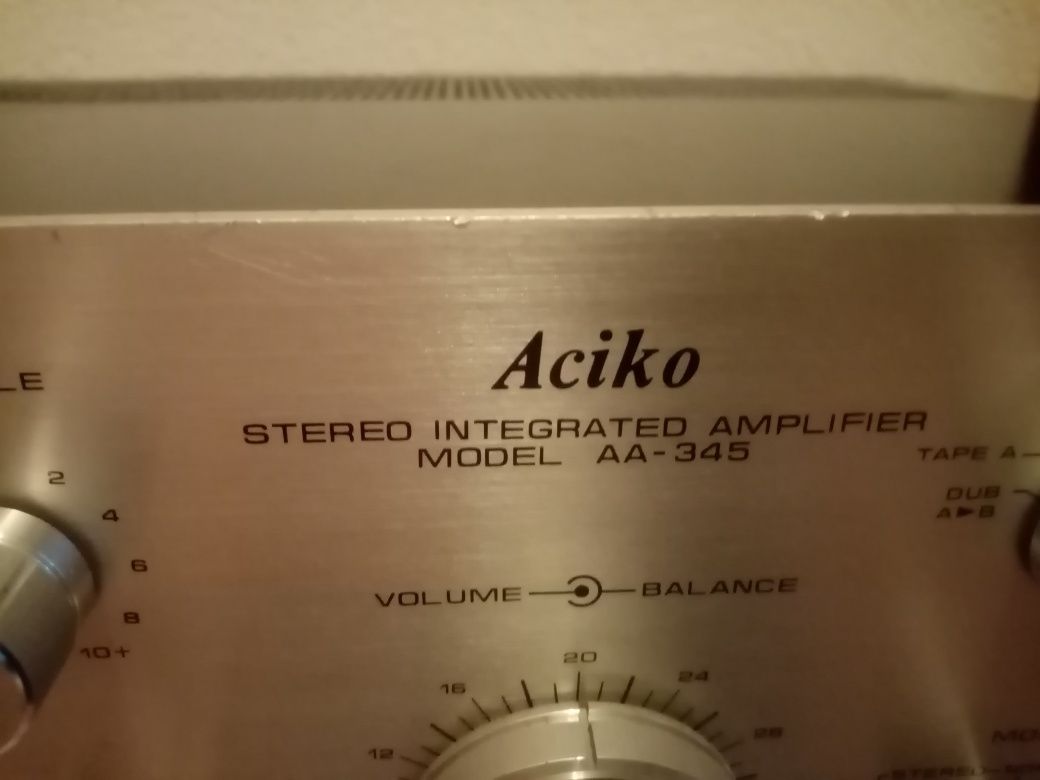 Aciko
LE
STEREO INTEGRATED AMPLIFIER
MODEL AA-345
TAPE A
2
DUB
4
A▶B
6
VOLUME
BALANCE
8
10+
20
16
24
28
12